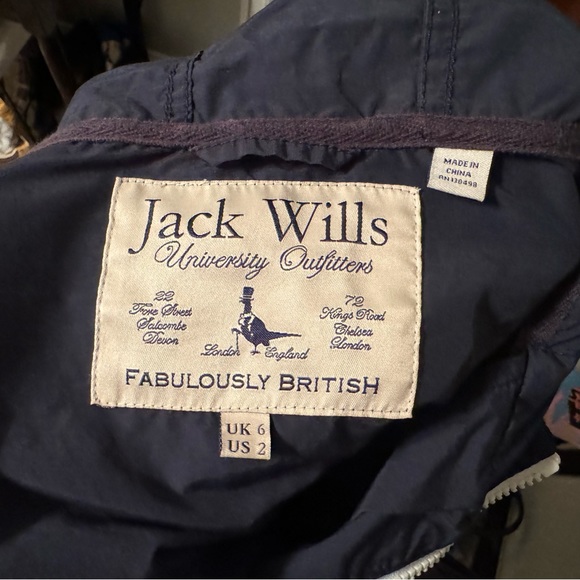 MADE IN
CHINA
Jack Wills
University Outfitters
22
Fore Street
Salcombe
Devon
72
Kings Road
Chelsea
London
London England
FABULOUSLY BRITISH
UK 6
US 2